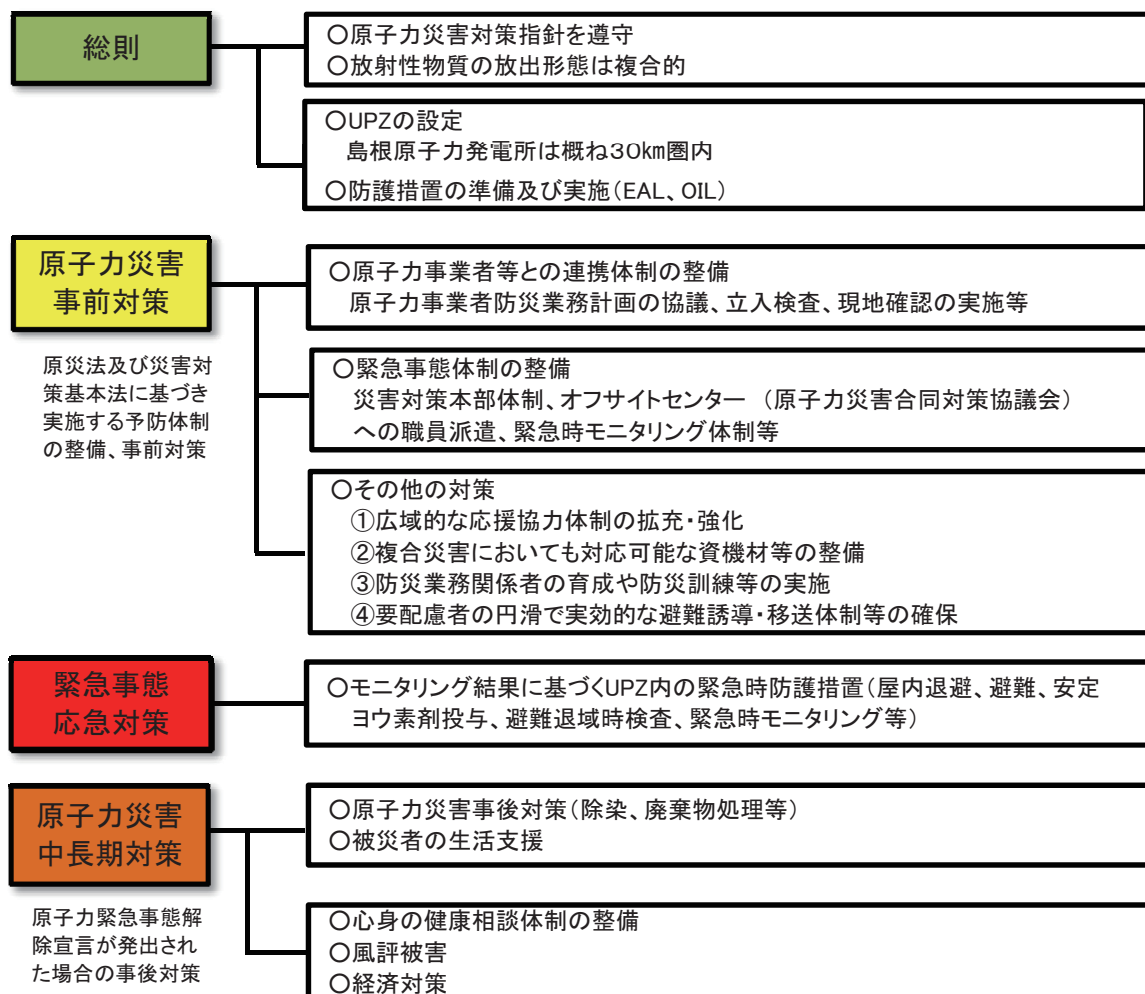 総則
○原子力災害対策指針を遵守
○放射性物質の放出形態は複合的
○UPZの設定
島根原子力発電所は概ね30㎞圏内
○防護措置の準備及び実施(EAL、OIL)
原子力災害
事前対策
原災法及び災害対
策基本法に基づき
実施する予防体制
の整備、事前対策
○原子力事業者等との連携体制の整備
原子力事業者防災業務計画の協議、立入検査、現地確認の実施等
○緊急事態体制の整備
災害対策本部体制、オフサイトセンター (原子力災害合同対策協議会)
への職員派遣、緊急時モニタリング体制等
○その他の対策
①広域的な応援協力体制の拡充・強化
②複合災害においても対応可能な資機材等の整備
③防災業務関係者の育成や防災訓練等の実施
④要配慮者の円滑で実効的な避難誘導・移送体制等の確保
緊急事態
応急対策
○モニタリング結果に基づくUPZ内の緊急時防護措置(屋内退避、避難、安定
ヨウ素剤投与、避難退域時検査、緊急時モニタリング等)
原子力災害
中長期対策
原子力緊急事態解
除宣言が発出され
た場合の事後対策
○原子力災害事後対策(除染、廃棄物処理等)
○被災者の生活支援
○心身の健康相談体制の整備
○風評被害
○経済対策